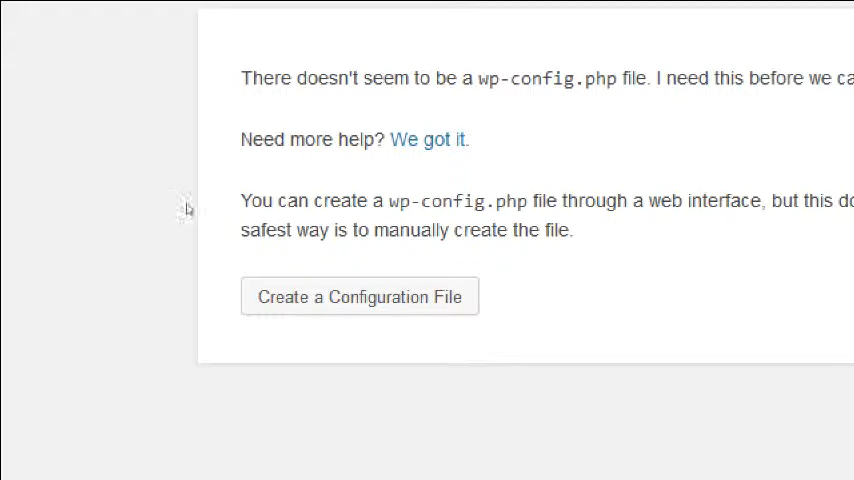 There doesn't seem to be a wp-config.php file. I need this before we
Need more help? We got it.
You can create a wp-config.php file through a web interface, but this
safest way is to manually create the file.
Create a Configuration File